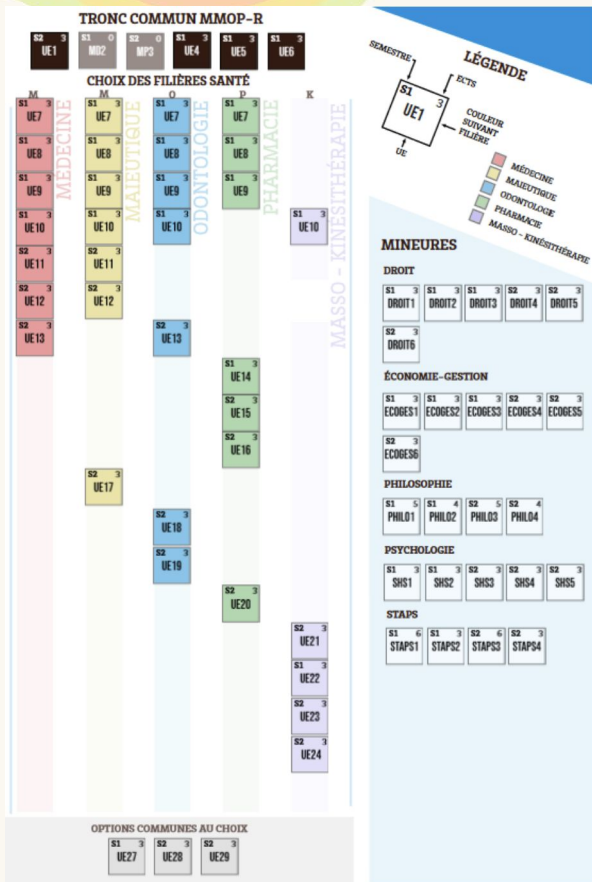 TRONC COMMUN MMOP-R
S2 3 S1 0 S2 0 S1 3 S1 3 S1 3
UE1 MD2 MP3 UE4 UE5 UE6
CHOIX DES FILIÈRES SANTÉ
M M O P K
MÉDECINE
MAIEUTIQUE
ODONTOLOGIE
PHARMACIE
MASSO - KINÉSITHÉRAPIE
S1 3 S1 3 S1 3 S1 3
UE7 UE7 UE7 UE7
S1 3 S1 3 S1 3 S1 3
UE8 UE8 UE8 UE8
S1 3 S1 3 S1 3 S1 3
UE9 UE9 UE9 UE9
S1 3 S1 3 S1 3 S1 3
UE10 UE10 UE10 UE10
S2 3 S2 3
UE11 UE11
S2 3 S2 3
UE12 UE12
S2 3 S2 3
UE13 UE13
S1 3
UE14
S2 3
UE15
S2 3
UE16
S2 3
UE17
S2 3
UE18
S2 3
UE19
S2 3
UE20
S2 3
UE21
S1 3
UE22
S2 3
UE23
S2 3
UE24
OPTIONS COMMUNES AU CHOIX
S1 3 S2 3 S2 3
UE27 UE28 UE29
LÉGENDE
SEMESTRE
ECTS
S1 3
UE1
COULEUR
SUIVANT
FILIÈRE
UE
MÉDECINE
MAIEUTIQUE
ODONTOLOGIE
PHARMACIE
MASSO - KINÉSITHÉRAPIE
MINEURES
DROIT
S1 3 S1 3 S1 3 S2 3 S2 3
DROIT1 DROIT2 DROIT3 DROIT4 DROIT5
S2 3
DROIT6
ÉCONOMIE-GESTION
S1 3 S1 3 S1 3 S2 3 S2 3
ECOGES1 ECOGES2 ECOGES3 ECOGES4 ECOGES5
S2 3
ECOGES6
PHILOSOPHIE
S1 5 S1 4 S2 5 S2 4
PHILO1 PHILO2 PHILO3 PHILO4
PSYCHOLOGIE
S1 3 S1 3 S2 3 S2 3 S2 3
SHS1 SHS2 SHS3 SHS4 SHS5
STAPS
S1 6 S1 3 S2 6 S2 3
STAPS1 STAPS2 STAPS3 STAPS4